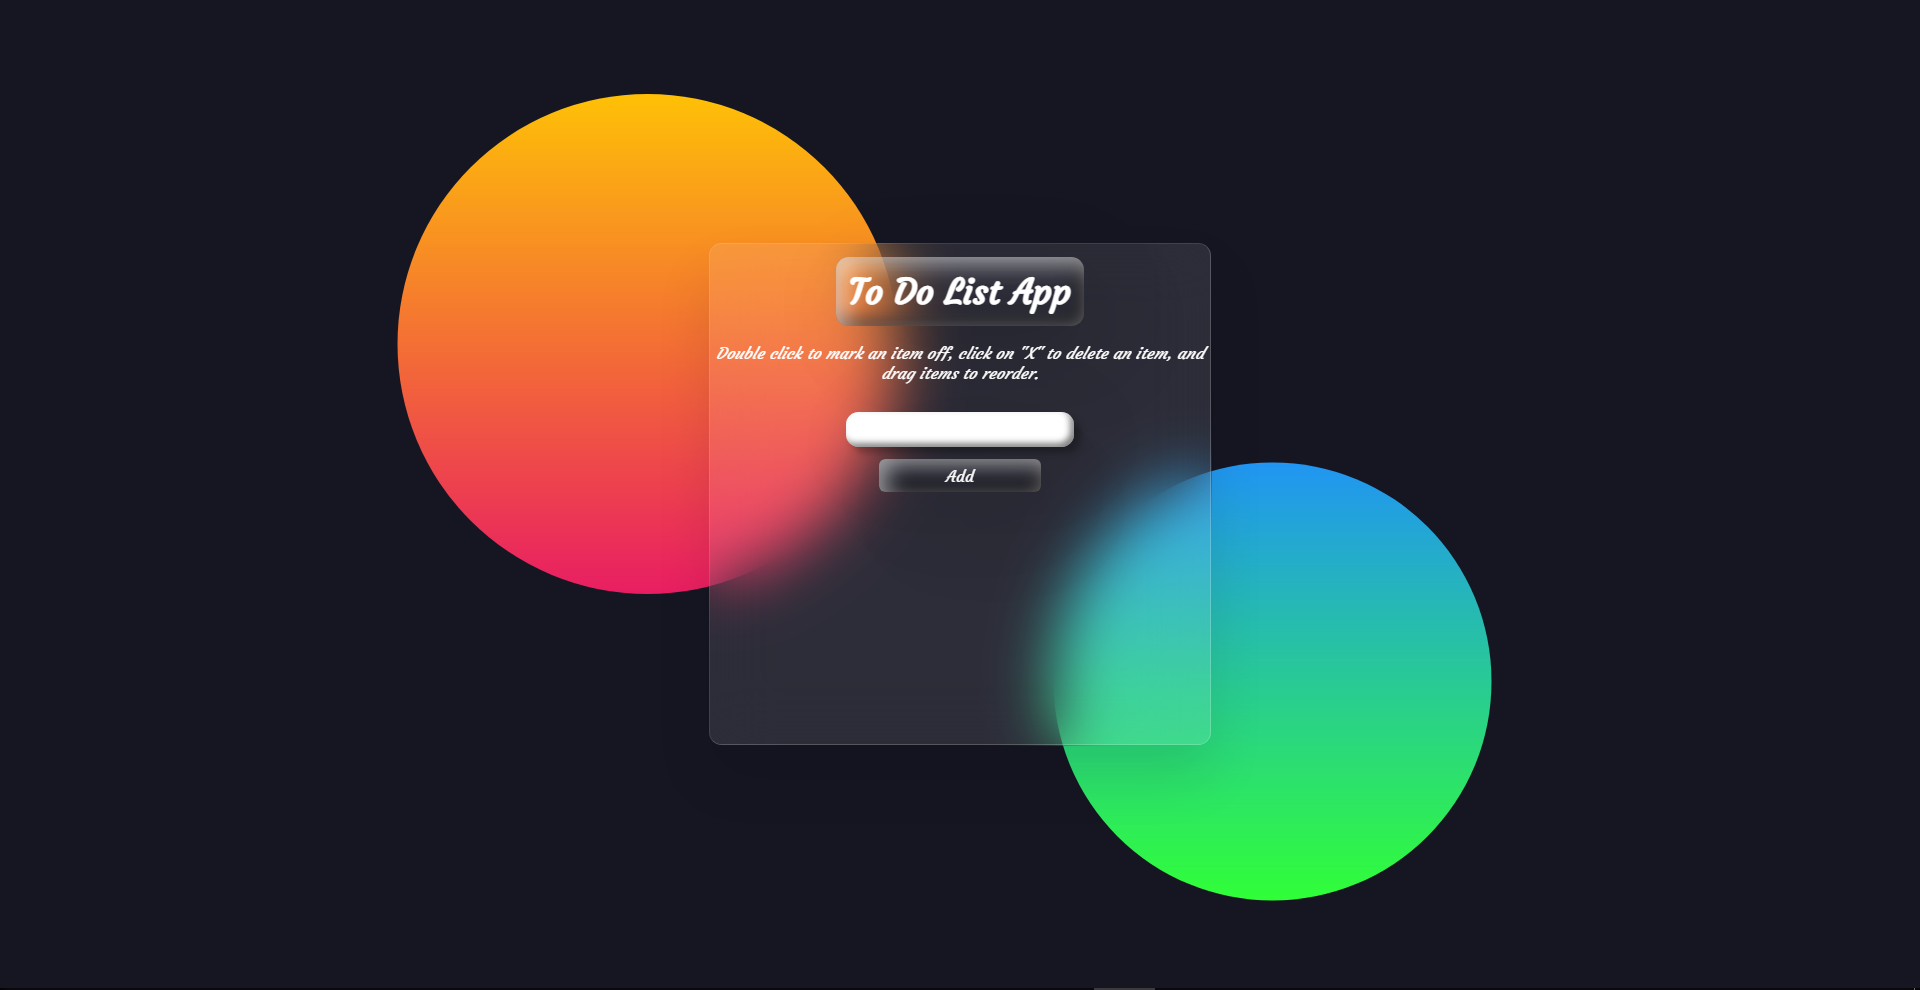 To Do List App
Double click to mark an item off, click on "X" to delete an item, and
drag items to reorder.
Add